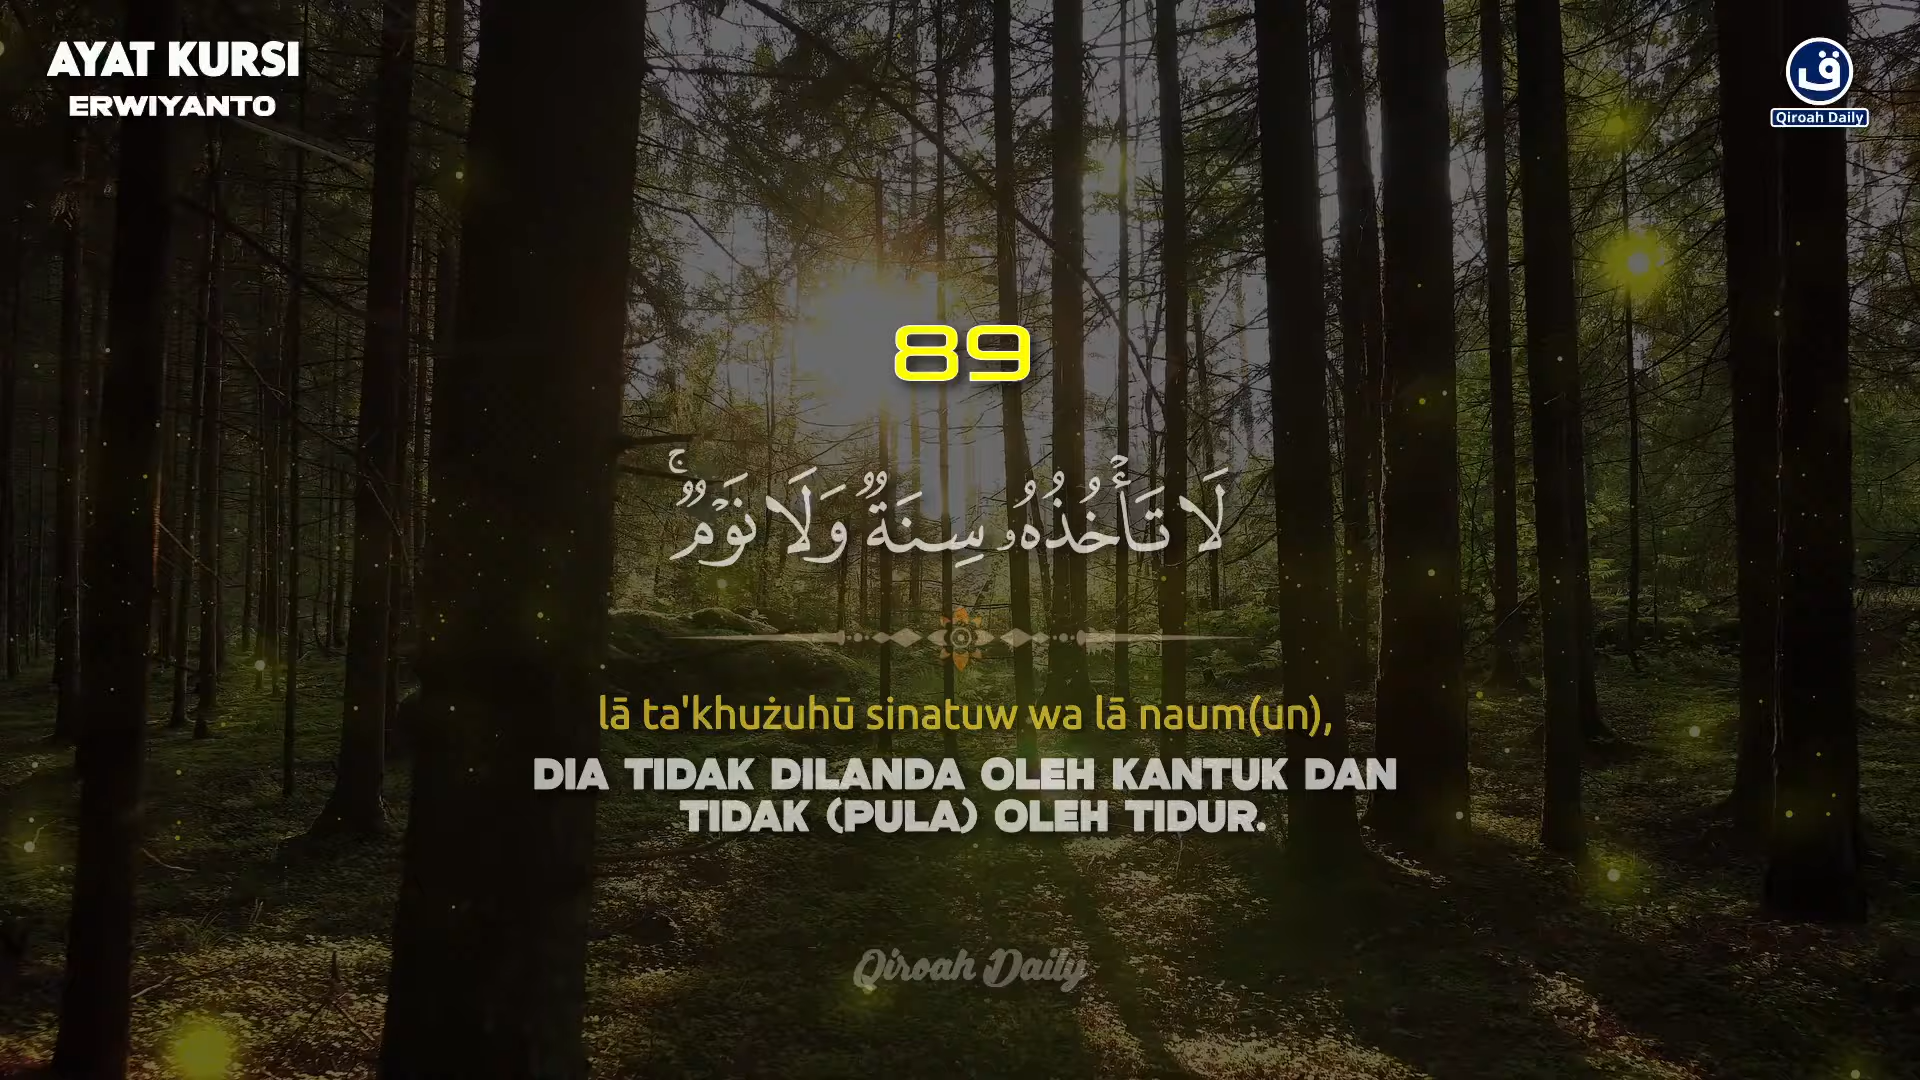 AYAT KURSI
ERWIYANTO
ق
Qiroah Daily
89
لَا تَأْخُذُهُۥ سِنَةٌ وَلَا نَوْمٌۚ
lā ta'khużuhū sinatuw wa lā naum(un),
DIA TIDAK DILANDA OLEH KANTUK DAN
TIDAK (PULA) OLEH TIDUR.
Qiroah Daily